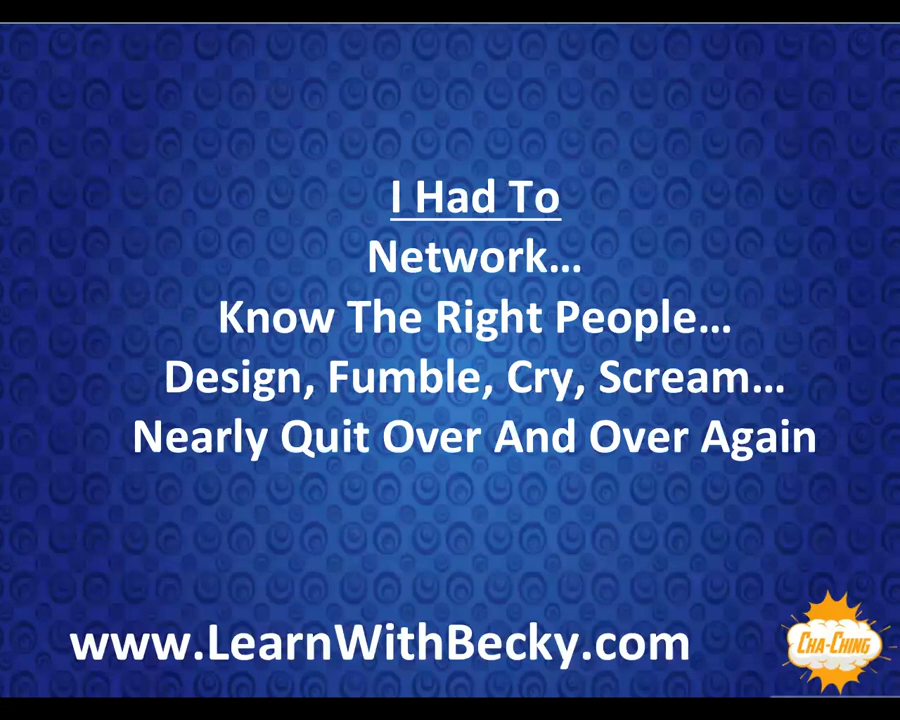 I Had To
Network...
Know The Right People...
Design, Fumble, Cry, Scream...
Nearly Quit Over And Over Again
www.LearnWithBecky.com
CHA-CHING